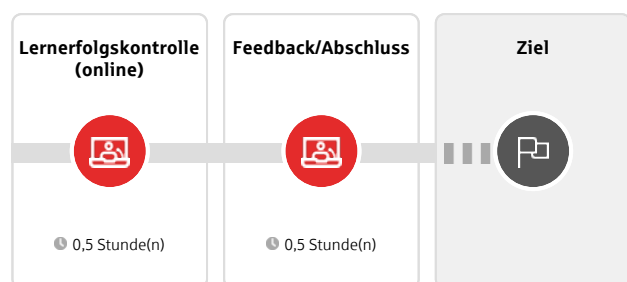 Lernerfolgskontrolle
(online)
Feedback/Abschluss
Ziel
0,5 Stunde(n)
0,5 Stunde(n)